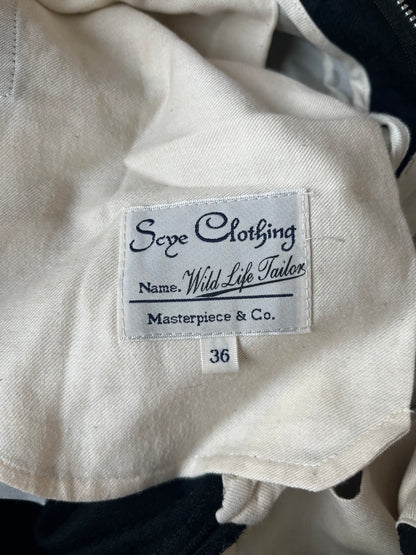 Scye Clothing
Name. Wild Life Tailor
Masterpiece & Co.
36